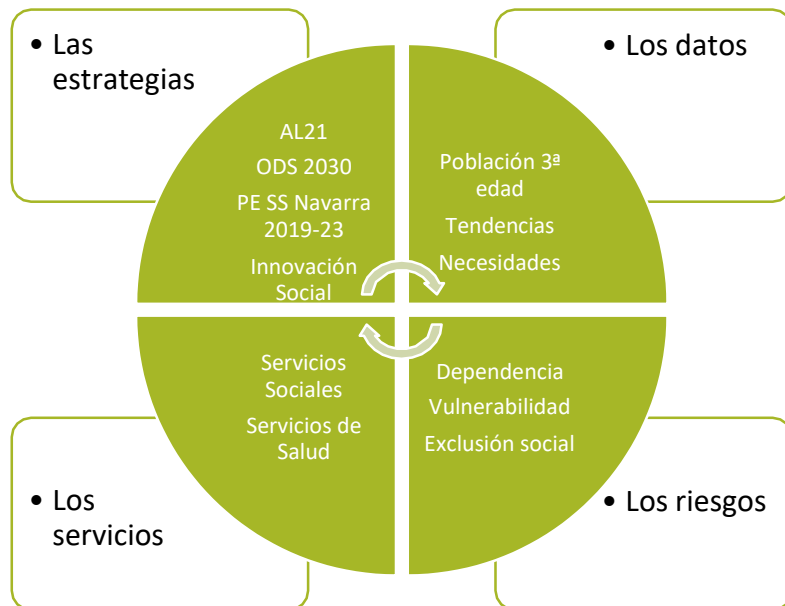 • Las
estrategias
• Los datos
AL21
ODS 2030
PE SS Navarra
2019-23
Innovación
Social
Población 3ª
edad
Tendencias
Necesidades
Servicios
Sociales
Servicios de
Salud
Dependencia
Vulnerabilidad
Exclusión social
• Los
servicios
• Los riesgos